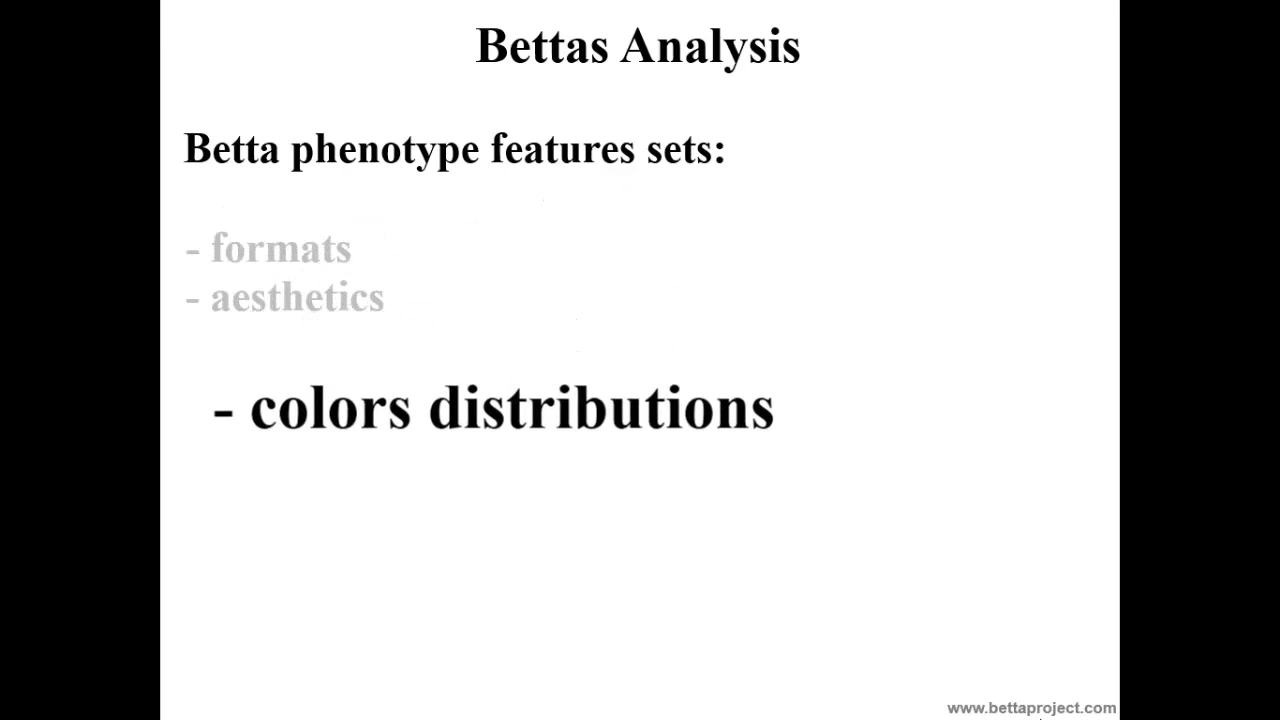 Bettas Analysis
Betta phenotype features sets:
- formats
- aesthetics
- colors distributions
www.bettaproject.com